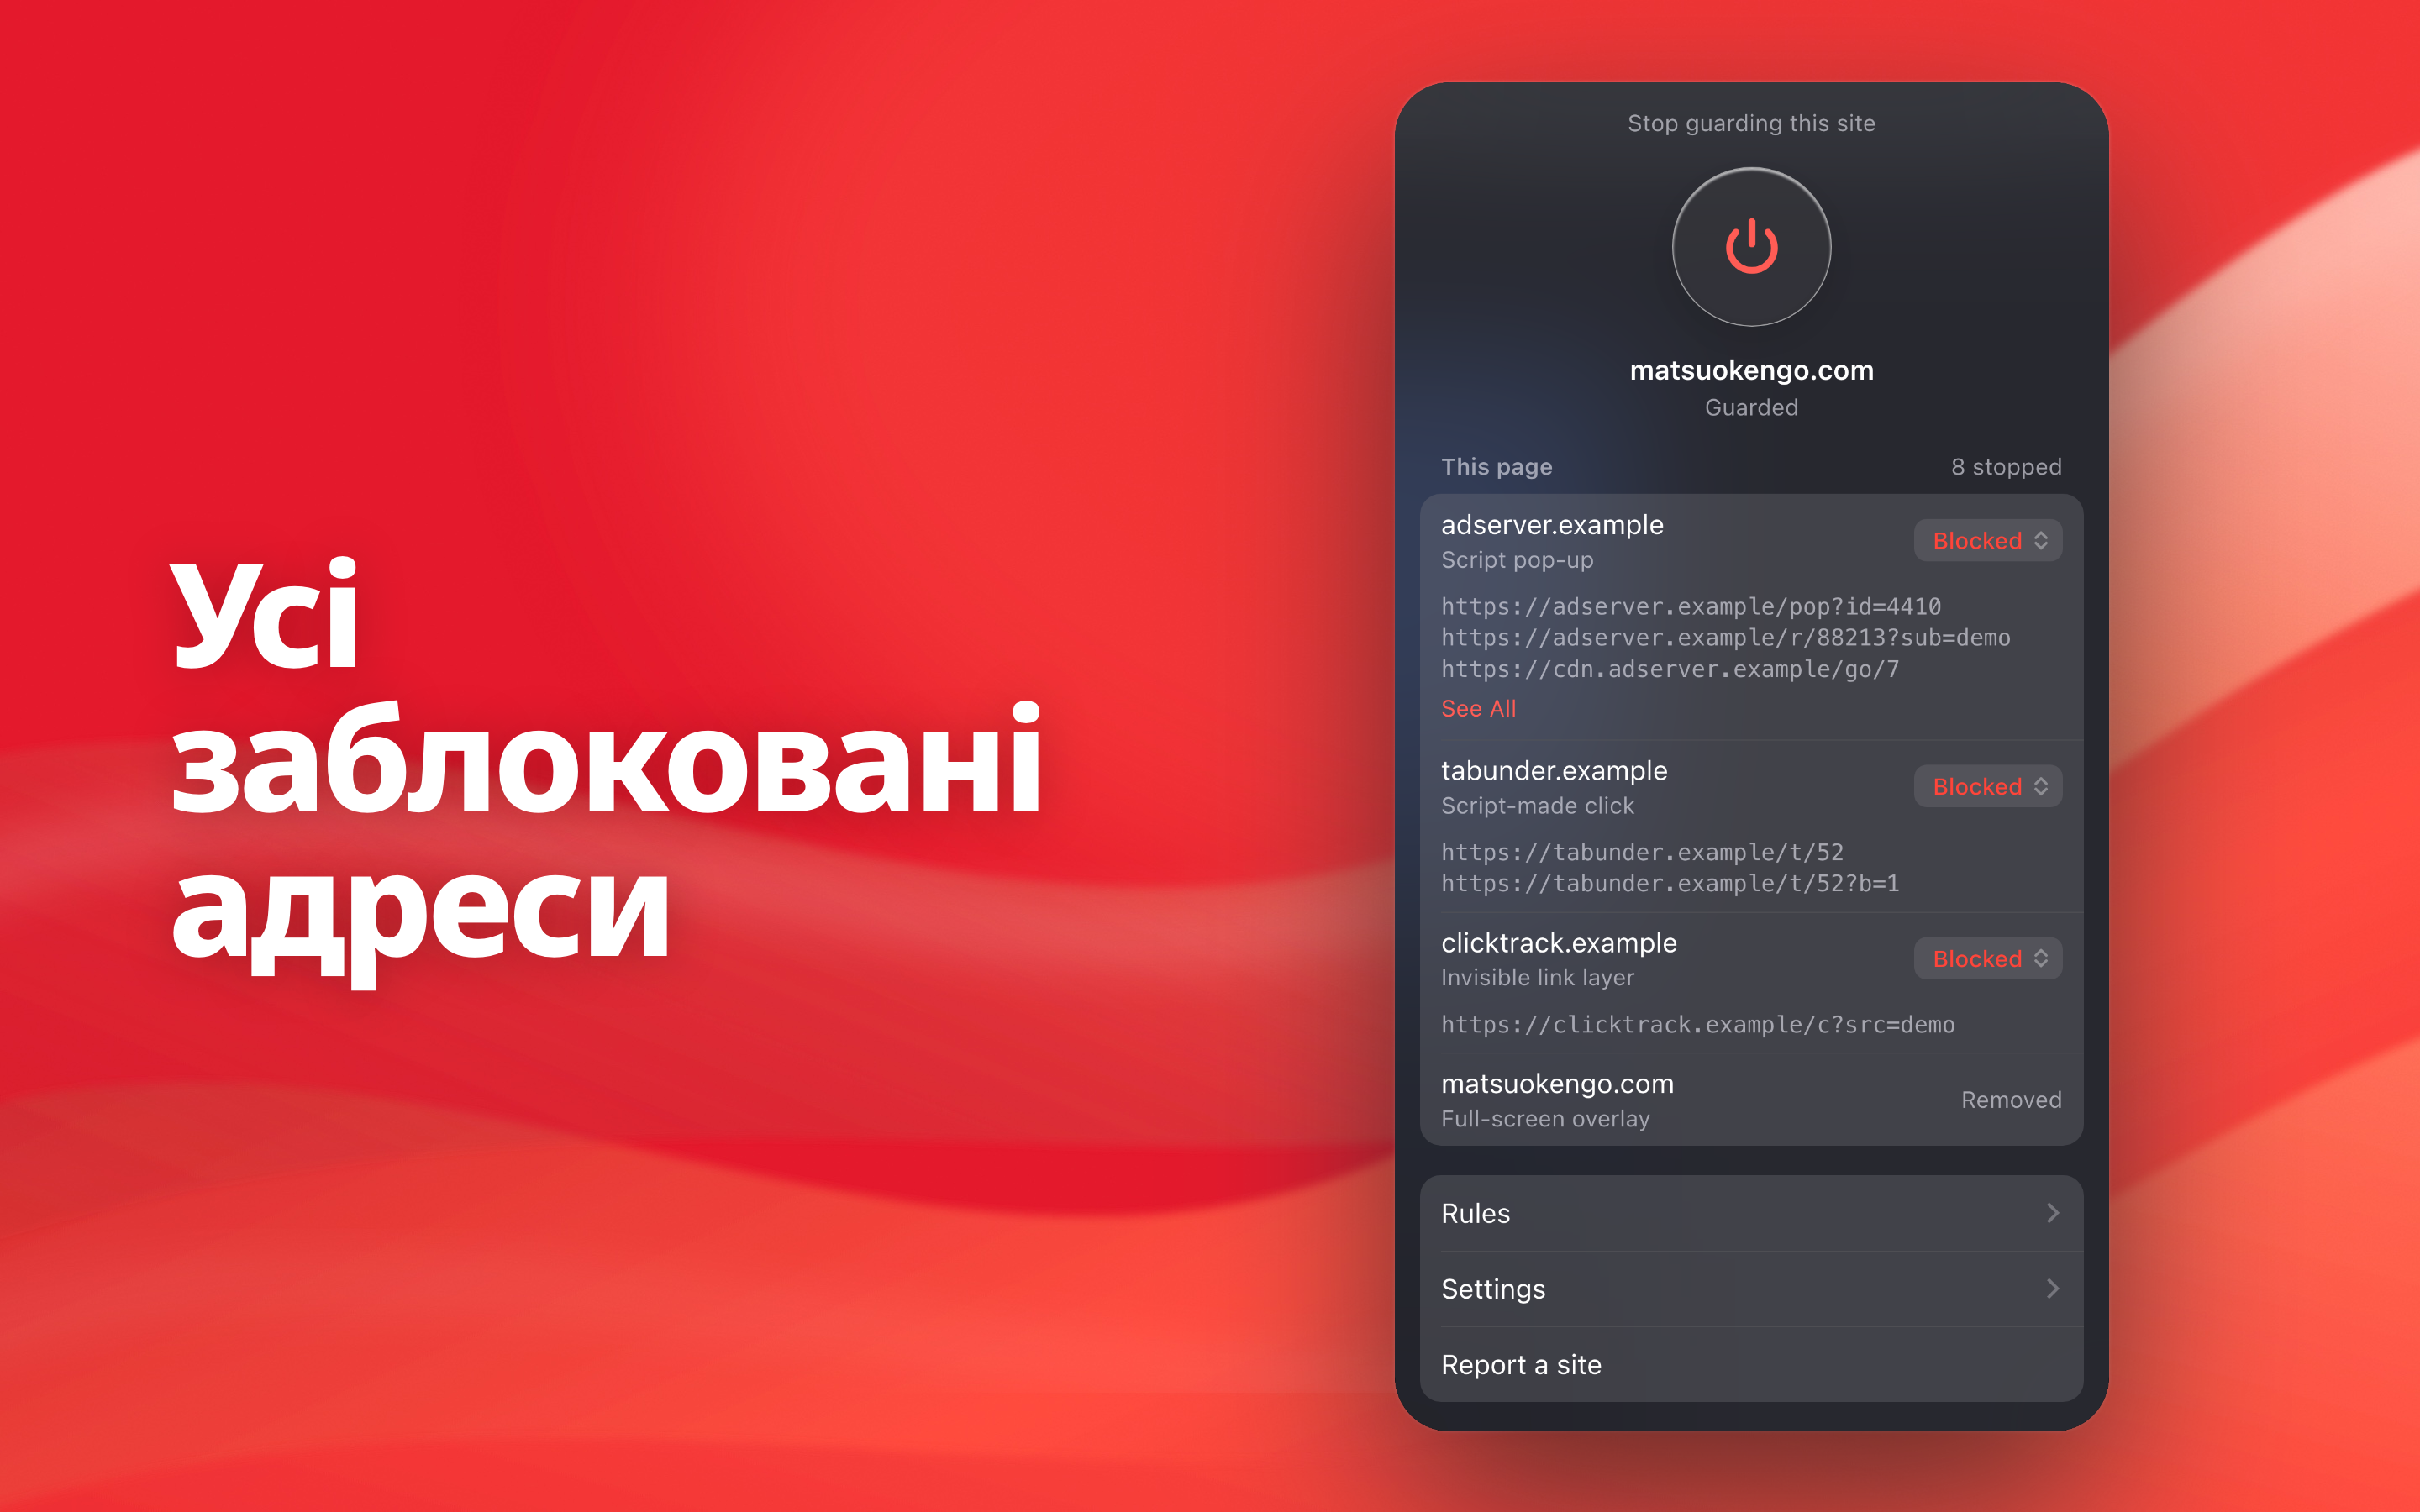 Усі
заблоковані
адреси
Stop guarding this site
matsuokengo.com
Guarded
This page
8 stopped
adserver.example
Script pop-up
Blocked
https://adserver.example/pop?id=4410
https://adserver.example/r/88213?sub=demo
https://cdn.adserver.example/go/7
See All
tabunder.example
Script-made click
Blocked
https://tabunder.example/t/52
https://tabunder.example/t/52?b=1
clicktrack.example
Invisible link layer
Blocked
https://clicktrack.example/c?src=demo
matsuokengo.com
Full-screen overlay
Removed
Rules
Settings
Report a site